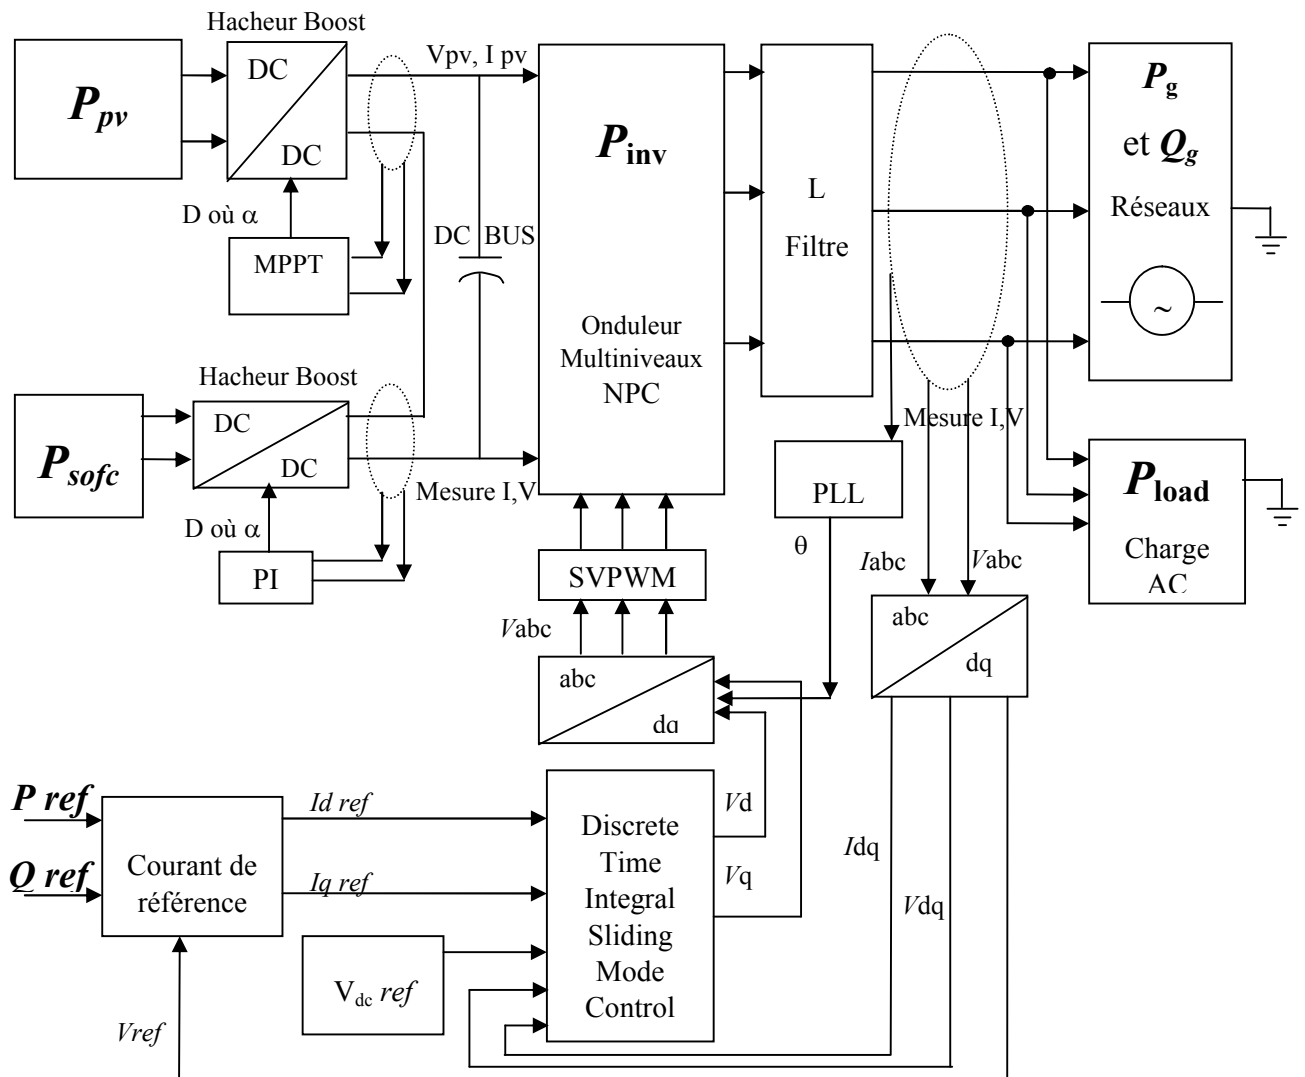 Hacheur Boost
Ppv
DC
DC
Vpv, I pv
D où α
MPPT
DC BUS
Pinv
Onduleur
Multiniveaux
NPC
L
Filtre
Pg
et Qg
Réseaux
~
Hacheur Boost
Psofc
DC
DC
Mesure I,V
D où α
PI
Mesure I,V
PLL
θ
Pload
Charge
AC
SVPWM
Vabc
Iabc
Vabc
abc
dq
abc
dq
P ref
Q ref
Courant de
référence
Id ref
Iq ref
Vdc ref
Vref
Discrete
Time
Integral
Sliding
Mode
Control
Vd
Vq
Idq
Vdq